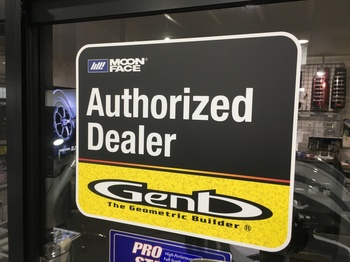 MOON
FACE
Authorized
Dealer
Genb
The Geometric Builder ®
PRO